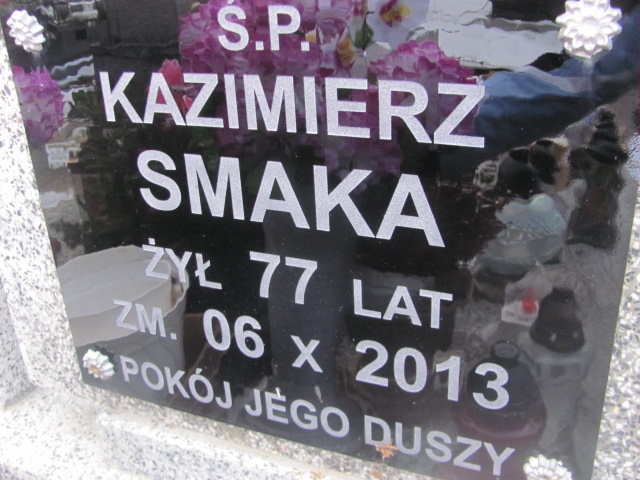 Ś.P.
KAZIMIERZ
SMAKA
ŻYŁ 77 LAT
ZM. 06 X 2013
POKÓJ JEGO DUSZY